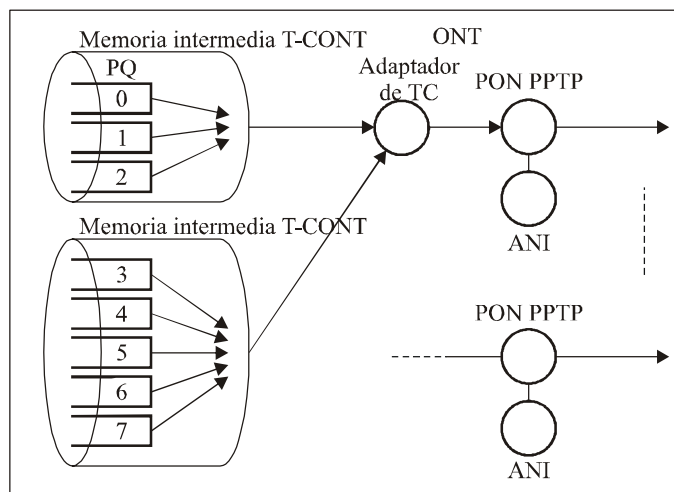 Memoria intermedia T-CONT
ONT
PQ
Adaptador
de TC
PON PPTP
0
1
2
ANI
Memoria intermedia T-CONT
3
4
5
6
7
PON PPTP
ANI